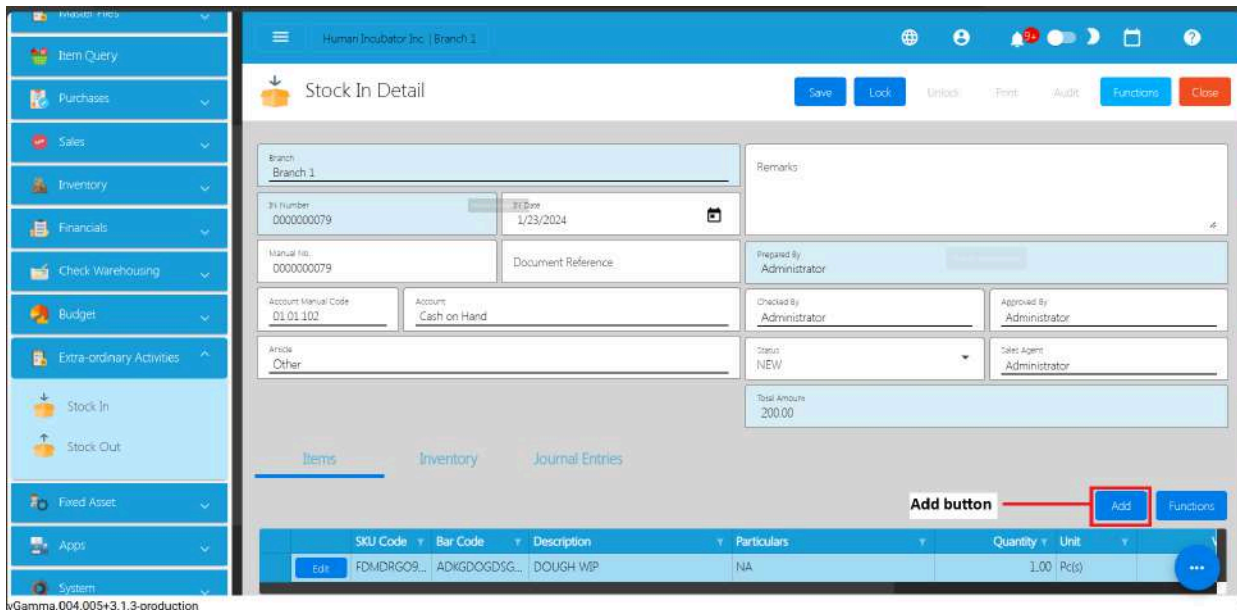 Master Files
Human Incubator Inc. | Branch 1
9+
Item Query
Stock In Detail
Save
Lock
Unlock
Print
Audit
Functions
Close
Purchases
Sales
Inventory
Financials
Check Warehousing
Budget
Extra-ordinary Activities
Stock In
Stock Out
Fixed Asset
Apps
System
Branch
Branch 1
Remarks
IN Number
0000000079
IN Date
1/23/2024
Manual No.
0000000079
Document Reference
Prepared By
Administrator
Account Manual Code
01.01.102
Account
Cash on Hand
Checked By
Administrator
Approved By
Administrator
Article
Other
Status
NEW
Sales Agent
Administrator
Total Amount
200.00
Items
Inventory
Journal Entries
Add button
Add
Functions
SKU Code
Bar Code
Description
Particulars
Quantity
Unit
Edit
FDMDRGO9...
ADKGDOGDSG...
DOUGH WIP
NA
1.00
Pc(s)
vGamma.004.005+3.1.3-production